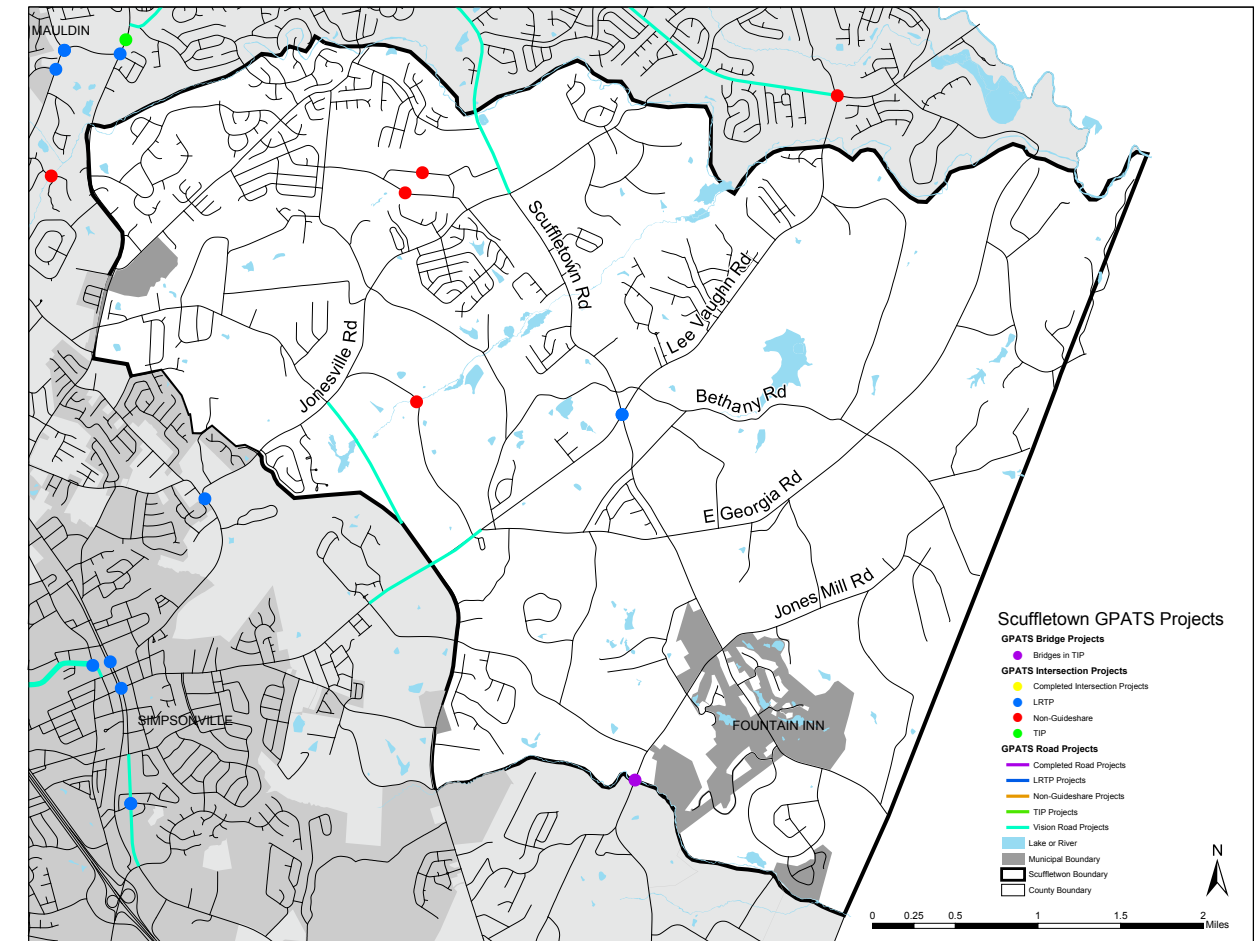 MAULDIN
Scuffletown Rd
Lee Vaughn Rd
Jonesville Rd
Bethany Rd
E Georgia Rd
Jones Mill Rd
SIMPSONVILLE
FOUNTAIN INN
Scuffletown GPATS Projects
GPATS Bridge Projects
Bridges in TIP
GPATS Intersection Projects
Completed Intersection Projects
LRTP
Non-Guideshare
TIP
GPATS Road Projects
Completed Road Projects
LRTP Projects
Non-Guideshare Projects
TIP Projects
Vision Road Projects
Lake or River
Municipal Boundary
Scuffletwon Boundary
County Boundary
N
0 0.25 0.5 1 1.5 2
Miles